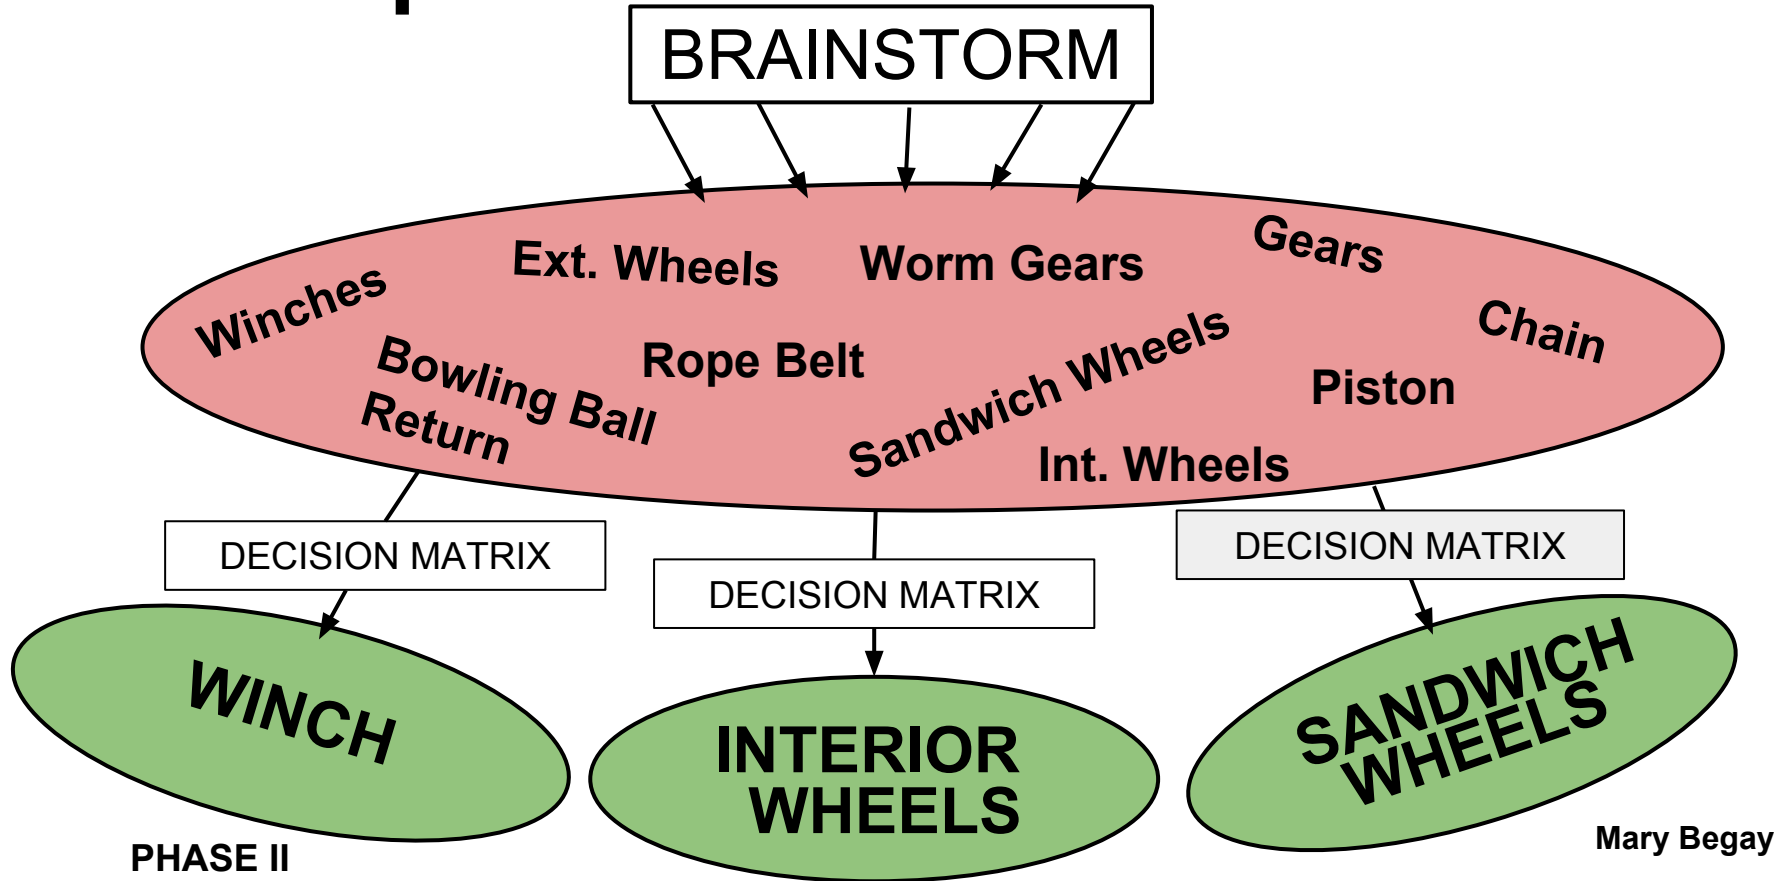 BRAINSTORM
Gears
Ext. Wheels
Worm Gears
Winches
Chain
Rope Belt
Sandwich Wheels
Piston
Bowling Ball
Return
Int. Wheels
DECISION MATRIX
DECISION MATRIX
DECISION MATRIX
WINCH
INTERIOR
WHEELS
SANDWICH
WHEELS
PHASE II
Mary Begay